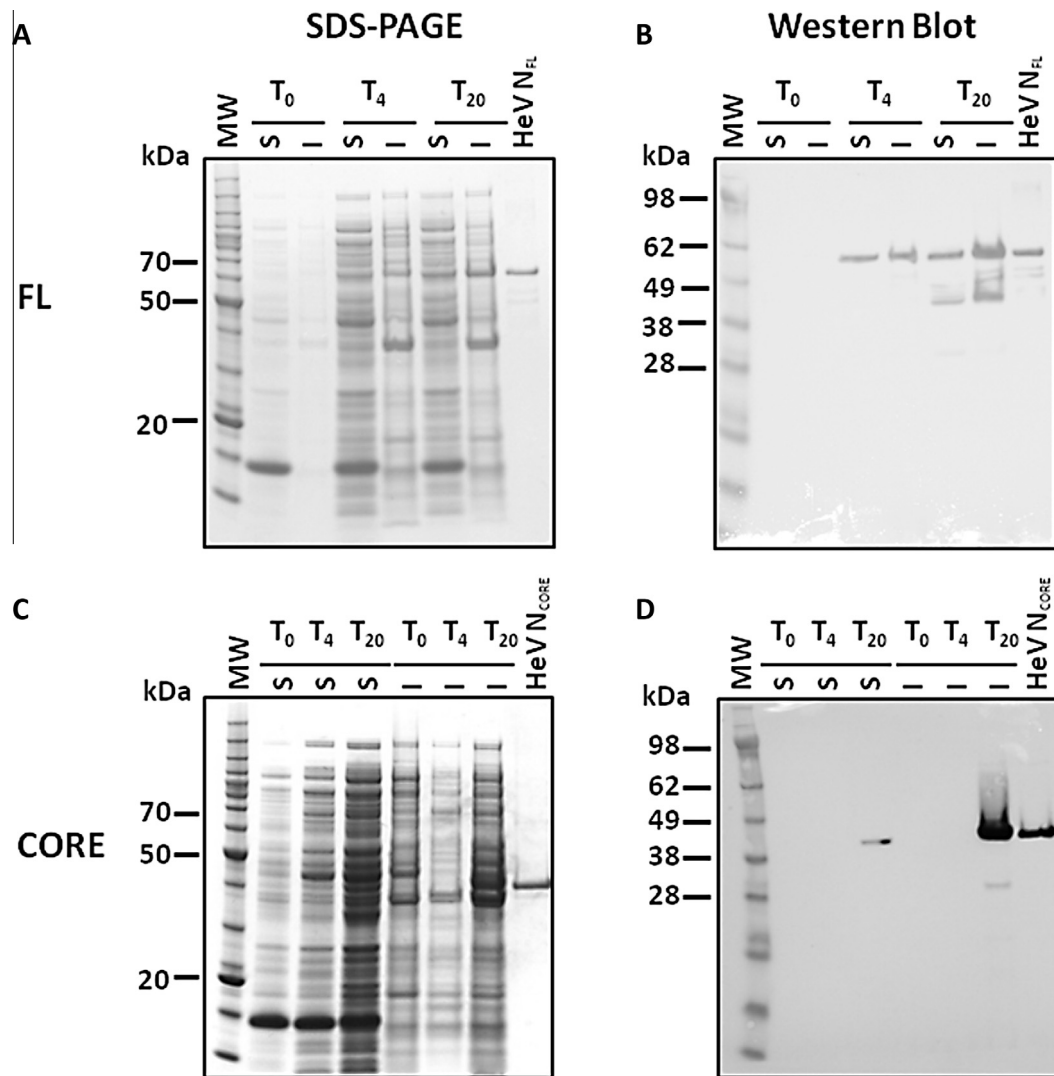 A
SDS-PAGE
MW
T0
T4
T20
HeV NFL
S
I
S
I
S
I
kDa
70
50
20
FL
B
Western Blot
MW
T0
T4
T20
HeV NFL
S
I
S
I
S
I
kDa
98
62
49
38
28
C
MW
T0
T4
T20
T0
T4
T20
HeV NCORE
S
S
S
I
I
I
kDa
70
50
20
CORE
D
MW
T0
T4
T20
T0
T4
T20
HeV NCORE
S
S
S
I
I
I
kDa
98
62
49
38
28